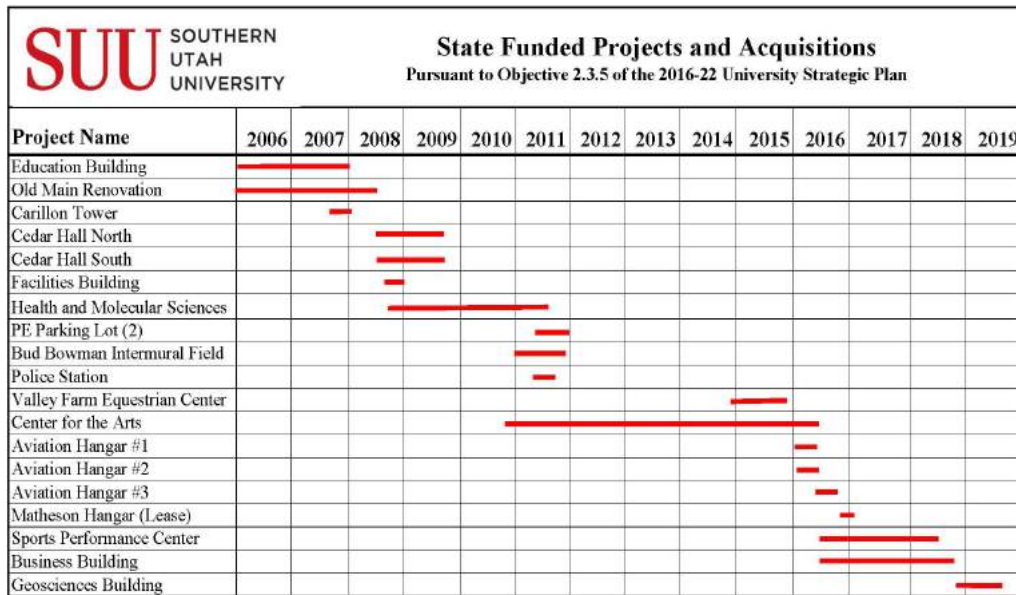 SUU SOUTHERN
UTAH
UNIVERSITY
State Funded Projects and Acquisitions
Pursuant to Objective 2.3.5 of the 2016-22 University Strategic Plan
Project Name 2006 2007 2008 2009 2010 2011 2012 2013 2014 2015 2016 2017 2018 2019
Education Building
Old Main Renovation
Carillon Tower
Cedar Hall North
Cedar Hall South
Facilities Building
Health and Molecular Sciences
PE Parking Lot (2)
Bud Bowman Intermural Field
Police Station
Valley Farm Equestrian Center
Center for the Arts
Aviation Hangar #1
Aviation Hangar #2
Aviation Hangar #3
Matheson Hangar (Lease)
Sports Performance Center
Business Building
Geosciences Building